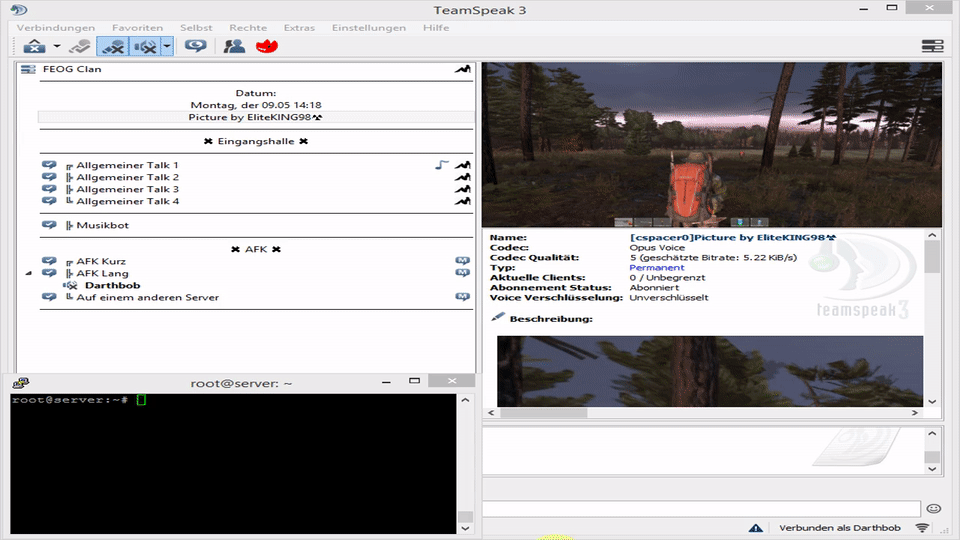 TeamSpeak 3
Verbindungen Favoriten Selbst Rechte Extras Einstellungen Hilfe
FEOG Clan
Datum:
Montag, der 09.05 14:18
Picture by EliteKING98
✖ Eingangshalle ✖
╔ Allgemeiner Talk 1
╠ Allgemeiner Talk 2
╠ Allgemeiner Talk 3
╚ Allgemeiner Talk 4
╠ Musikbot
✖ AFK ✖
╔ AFK Kurz
╠ AFK Lang
Darthbob
╚ Auf einem anderen Server
Name: [cspacer0]Picture by EliteKING98
Codec: Opus Voice
Codec Qualität: 5 (geschätzte Bitrate: 5.22 KiB/s)
Typ: Permanent
Aktuelle Clients: 0 / Unbegrenzt
Abonnement Status: Abonniert
Voice Verschlüsselung: Unverschlüsselt
teamspeak 3
Beschreibung:
root@server: ~
root@server:~#
Verbunden als Darthbob